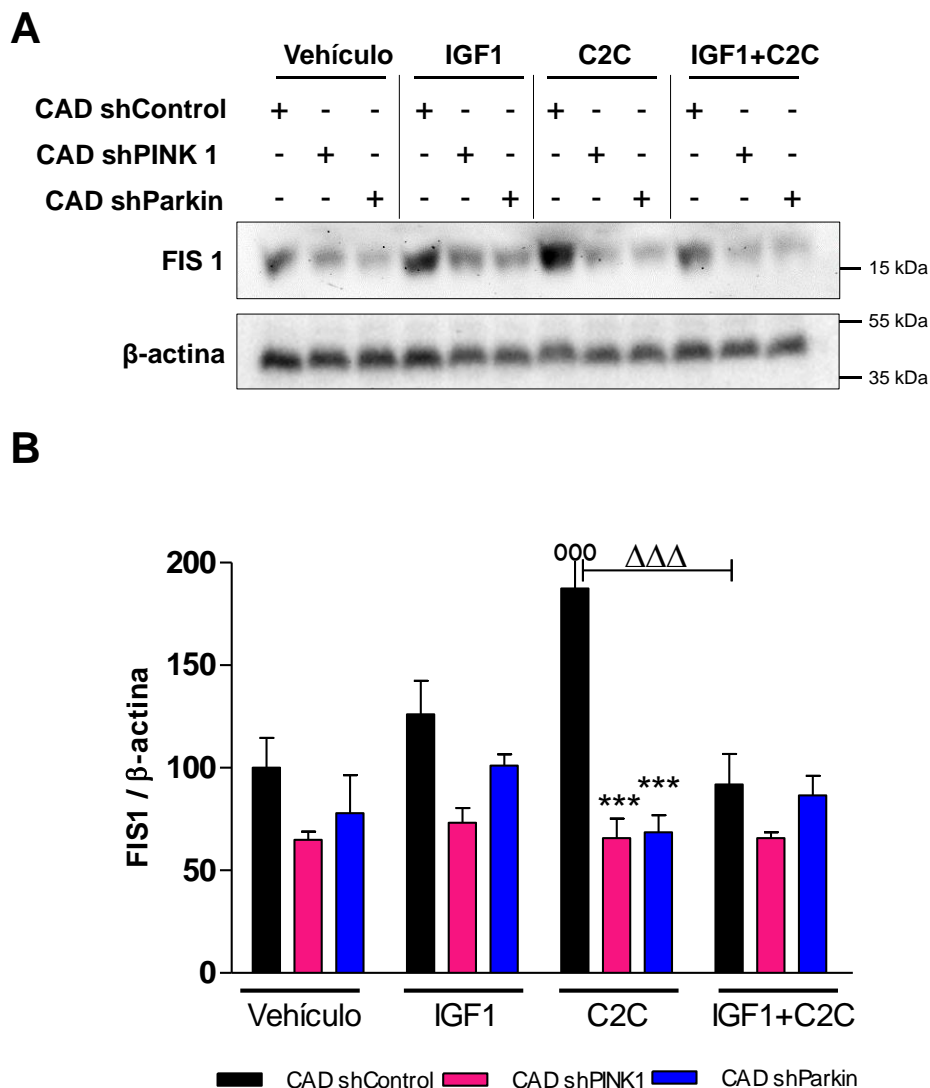 A
Vehículo IGF1 C2C IGF1+C2C
CAD shControl + - - + - - + - - + - -
CAD shPINK 1 - + - - + - - + - - + -
CAD shParkin - - + - - + - - + - - +
FIS 1
15 kDa
55 kDa
β-actina
35 kDa
B
FIS1 / β-actina
200
150
100
50
0
ooo ΔΔΔ
*** ***
Vehículo IGF1 C2C IGF1+C2C
CAD shControl CAD shPINK1 CAD shParkin